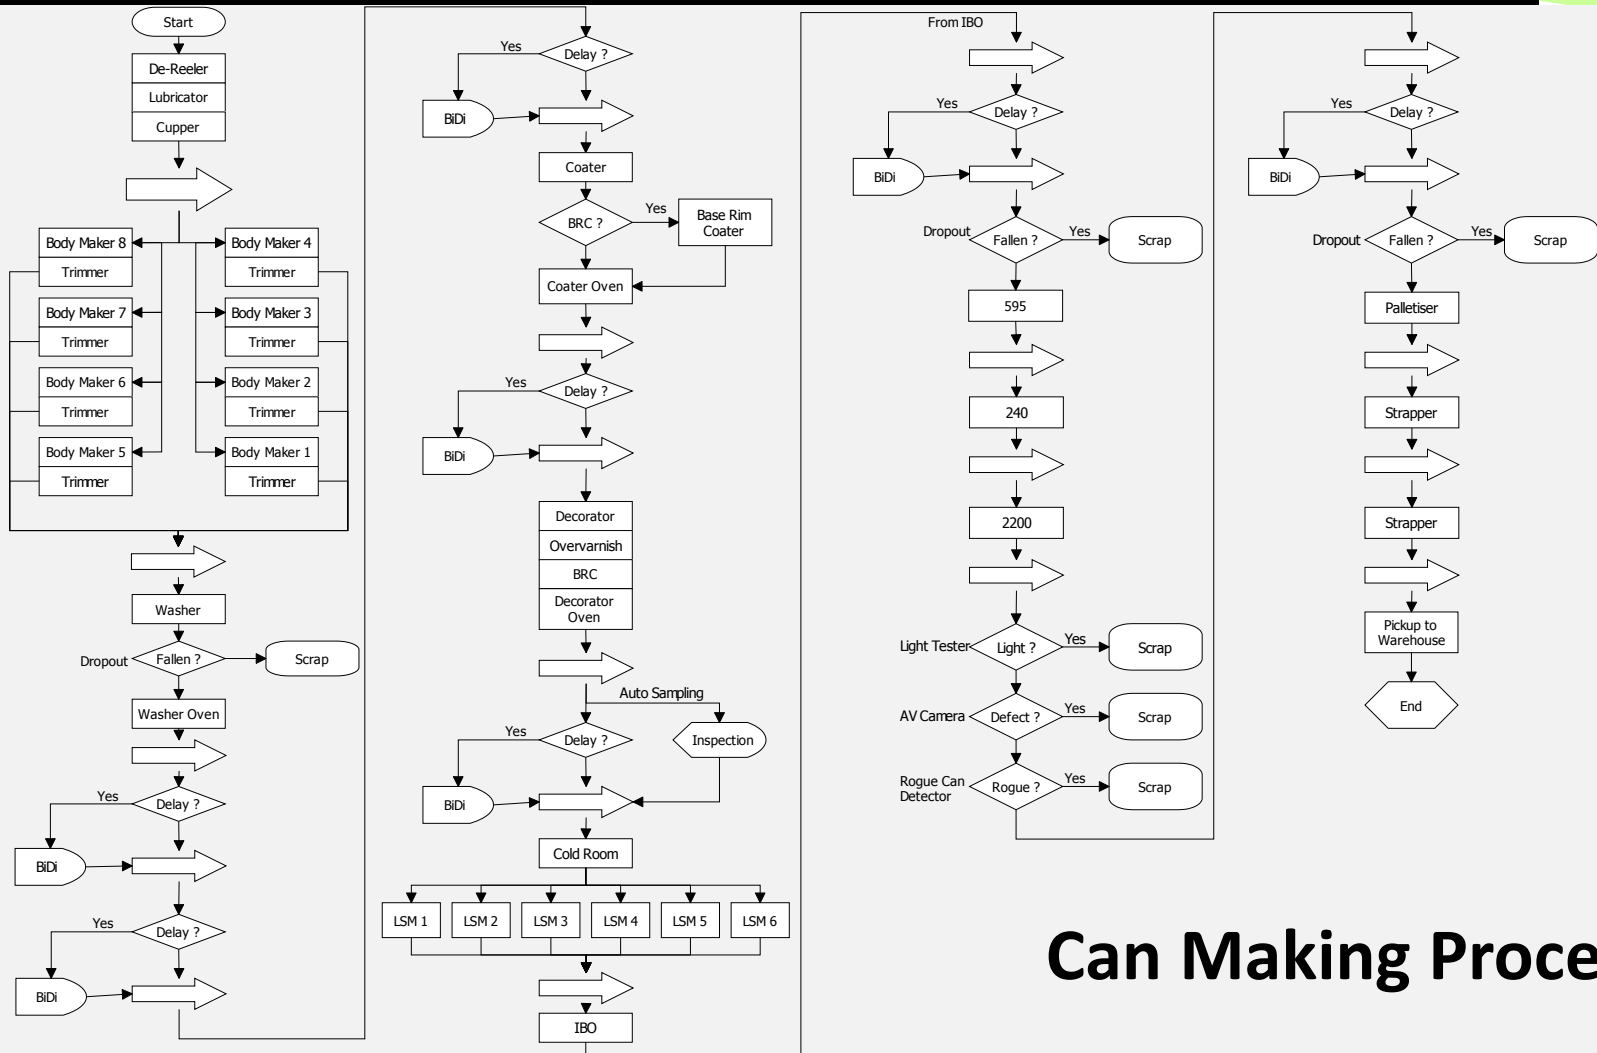 Start
De-Reeler
Lubricator
Cupper
Body Maker 8
Trimmer
Body Maker 4
Trimmer
Body Maker 7
Trimmer
Body Maker 3
Trimmer
Body Maker 6
Trimmer
Body Maker 2
Trimmer
Body Maker 5
Trimmer
Body Maker 1
Trimmer
Washer
Dropout
Fallen ?
Scrap
Washer Oven
Delay ?
Yes
BiDi
Delay ?
Yes
BiDi
Delay ?
Yes
BiDi
Coater
BRC ?
Yes
Base Rim
Coater
Coater Oven
Delay ?
Yes
BiDi
Decorator
Overvarnish
BRC
Decorator
Oven
Auto Sampling
Delay ?
Yes
Inspection
BiDi
Cold Room
LSM 1
LSM 2
LSM 3
LSM 4
LSM 5
LSM 6
IBO
From IBO
Delay ?
Yes
BiDi
Dropout
Fallen ?
Yes
Scrap
595
240
2200
Light Tester
Light ?
Yes
Scrap
AV Camera
Defect ?
Yes
Scrap
Rogue Can
Detector
Rogue ?
Yes
Scrap
Delay ?
Yes
BiDi
Dropout
Fallen ?
Yes
Scrap
Palletiser
Strapper
Strapper
Pickup to
Warehouse
End
Can Making Proce